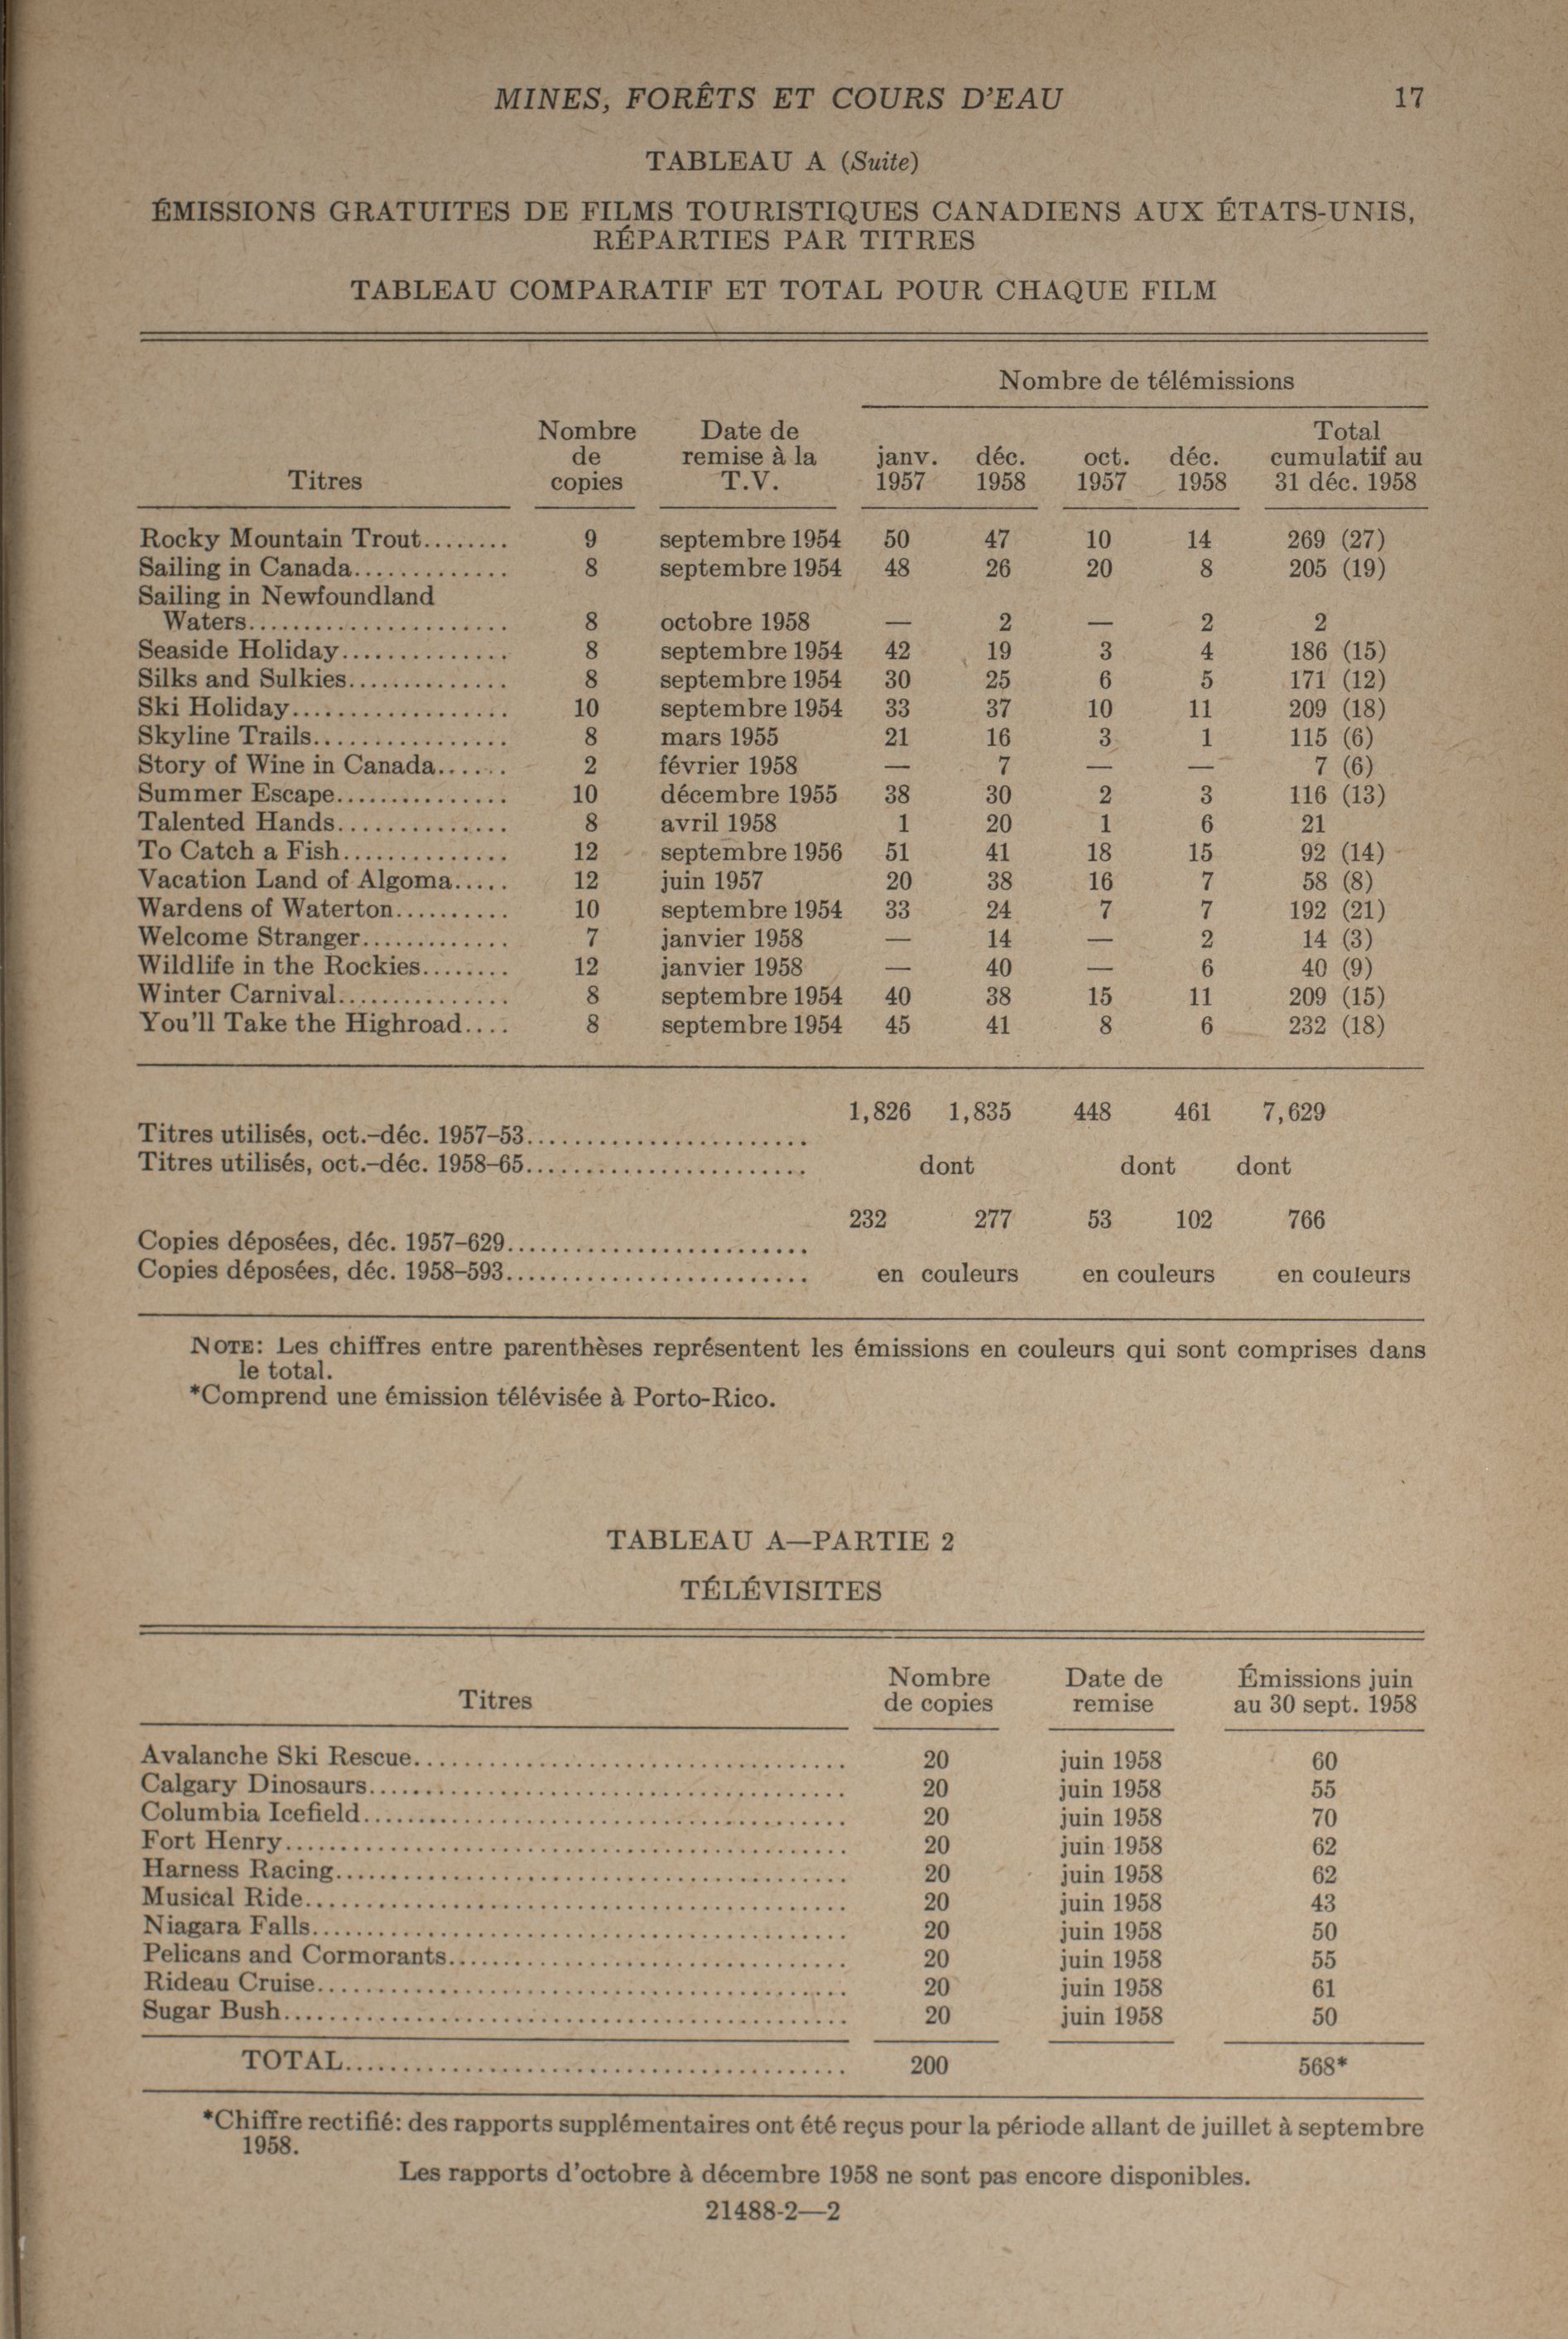 MINES, FORÊTS ET COURS D'EAU 17
TABLEAU A (Suite)
ÉMISSIONS GRATUITES DE FILMS TOURISTIQUES CANADIENS AUX ÉTATS-UNIS,
RÉPARTIES PAR TITRES
TABLEAU COMPARATIF ET TOTAL POUR CHAQUE FILM
Nombre de télémissions
Nombre Date de Total
de remise à la janv. déc. oct. déc. cumulatif au
Titres copies T.V. 1957 1958 1957 1958 31 déc. 1958
Rocky Mountain Trout........ 9 septembre 1954 50 47 10 14 269 (27)
Sailing in Canada............. 8 septembre 1954 48 26 20 8 205 (19)
Sailing in Newfoundland
Waters...................... 8 octobre 1958 — 2 — 2 2
Seaside Holiday.............. 8 septembre 1954 42 19 3 4 186 (15)
Silks and Sulkies............. 8 septembre 1954 30 25 6 5 171 (12)
Ski Holiday.................. 10 septembre 1954 33 37 10 11 209 (18)
Skyline Trails................ 8 mars 1955 21 16 3 1 115 (6)
Story of Wine in Canada...... 2 février 1958 — 7 — — 7 (6)
Summer Escape............... 10 décembre 1955 38 30 2 3 116 (13)
Talented Hands.............. 8 avril 1958 1 20 1 6 21
To Catch a Fish.............. 12 septembre 1956 51 41 18 15 92 (14)
Vacation Land of Algoma..... 12 juin 1957 20 38 16 7 58 (8)
Wardens of Waterton.......... 10 septembre 1954 33 24 7 7 192 (21)
Welcome Stranger............. 7 janvier 1958 — 14 — 2 14 (3)
Wildlife in the Rockies........ 12 janvier 1958 — 40 — 6 40 (9)
Winter Carnival............... 8 septembre 1954 40 38 15 11 209 (15)
You'll Take the Highroad.... 8 septembre 1954 45 41 8 6 232 (18)
1,826 1,835 448 461 7,629
Titres utilisés, oct.–déc. 1957–53........................
Titres utilisés, oct.–déc. 1958–65........................ dont dont dont
232 277 53 102 766
Copies déposées, déc. 1957–629..........................
Copies déposées, déc. 1958–593.......................... en couleurs en couleurs en couleurs
NOTE: Les chiffres entre parenthèses représentent les émissions en couleurs qui sont comprises dans
le total.
*Comprend une émission télévisée à Porto-Rico.
TABLEAU A—PARTIE 2
TÉLÉVISITES
Nombre Date de Émissions juin
Titres de copies remise au 30 sept. 1958
Avalanche Ski Rescue........................................ 20 juin 1958 60
Calgary Dinosaurs........................................... 20 juin 1958 55
Columbia Icefield........................................... 20 juin 1958 70
Fort Henry.................................................. 20 juin 1958 62
Harness Racing.............................................. 20 juin 1958 62
Musical Ride................................................ 20 juin 1958 43
Niagara Falls............................................... 20 juin 1958 50
Pelicans and Cormorants..................................... 20 juin 1958 55
Rideau Cruise............................................... 20 juin 1958 61
Sugar Bush.................................................. 20 juin 1958 50
TOTAL............................................. 200 568*
*Chiffre rectifié: des rapports supplémentaires ont été reçus pour la période allant de juillet à septembre
1958.
Les rapports d'octobre à décembre 1958 ne sont pas encore disponibles.
21488-2—2